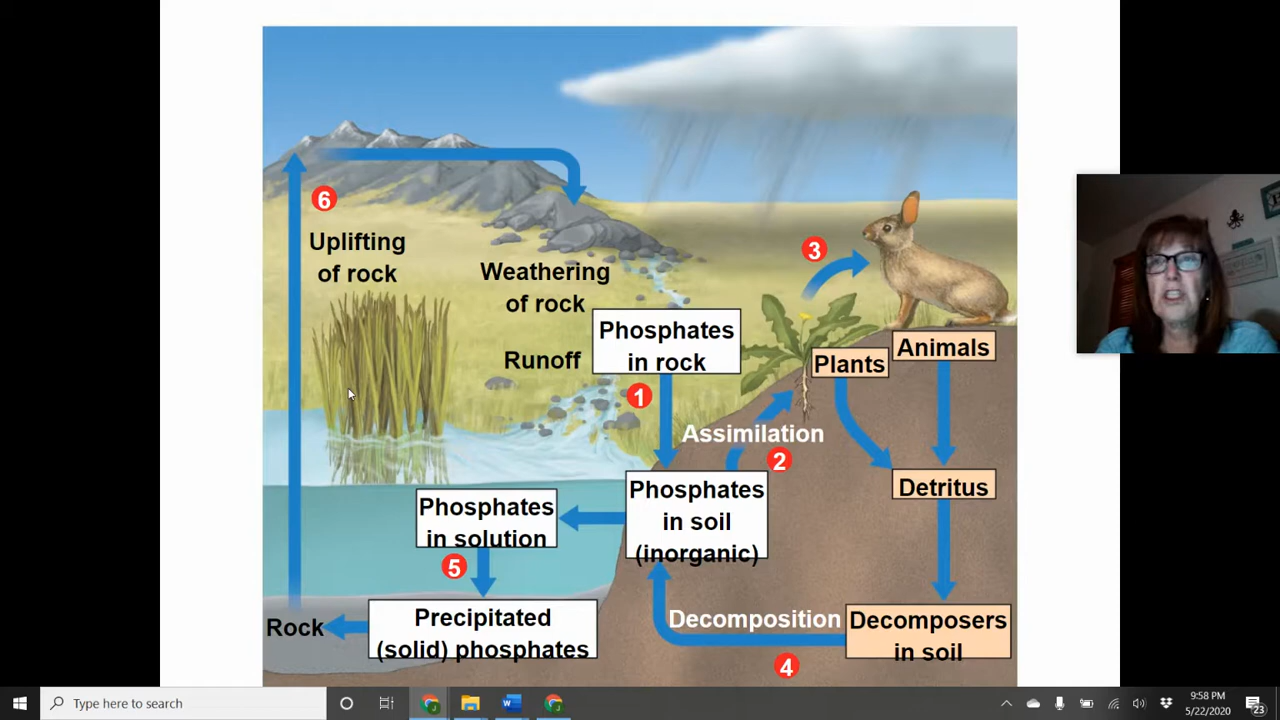 6
Uplifting
of rock
Weathering
of rock
Runoff
Phosphates
in rock
1
3
Plants
Animals
Assimilation
2
Detritus
Phosphates
in soil
(inorganic)
Phosphates
in solution
5
Precipitated
(solid) phosphates
Rock
Decomposition
4
Decomposers
in soil
Type here to search
W
9:58 PM
5/22/2020
23